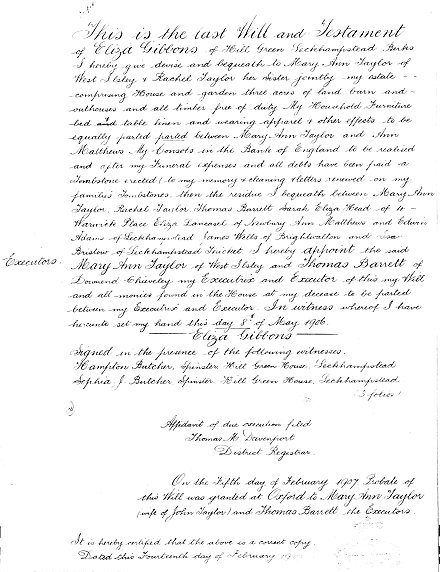 This is the last Will and Testament
of Eliza Gibbons of Hill Green Leckhampstead Berks
I hereby give devise and bequeath to Mary Ann Taylor of
West Ilsley & Rachel Taylor her Sister jointly my estate
comprising House and garden three acres of land barn and
outhouses and all timber free of duty My Household Furniture
bed and table linen and wearing apparel & other effects to be
equally parted parted between Mary Ann Taylor and Ann
Matthews My Consols in the Bank of England to be realised
and after my Funeral expenses and all debts have been paid a
Tombstone erected to my memory & cleaning & letters renewed on my
family's Tombstones then the residue I bequeath between Mary Ann
Taylor, Rachel Taylor Thomas Barrett Sarah Eliza Head of
Warwick Place Eliza Lancaset of Newbury Ann Matthews and Edwin
Adams of Leckhampstead James Wells of Brightwalton and
Bristow of Leckhampstead Thicket I hereby appoint the said
Executors. Mary Ann Taylor of West Ilsley and Thomas Barrett of
Downend Chieveley my Executrix and Executor of this my Will
and all monies found in the House at my decease to be parted
between my Executrix and Executor. In witness whereof I have
hereunto set my hand this day 8th of May 1906.
Eliza Gibbons
Signed in the presence of the following witnesses.
Hampton Butcher, Spinster Hill Green House, Leckhampstead
Sophia J. Butcher Spinster Hill Green House, Leckhampstead.
3 folios
Affidavit of due execution filed
Thomas M Davenport
District Registrar.
On the Fifth day of February 1907 Probate of
this Will was granted at Oxford to Mary Ann Taylor
(wife of John Taylor) and Thomas Barrett the Executors.
It is hereby certified that the above is a correct copy.
Dated this Fourteenth day of February